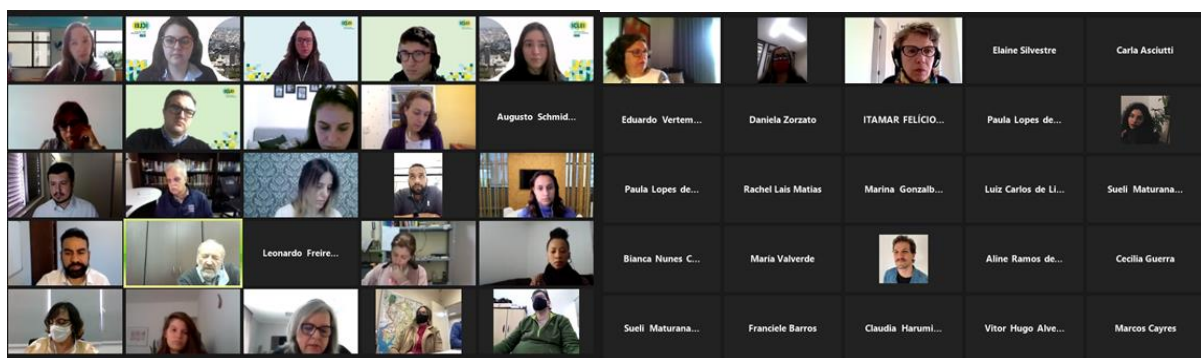 Elaine Silvestre
Carla Asciutti
Augusto Schmid...
Eduardo Vertem...
Daniela Zorzato
ITAMAR FELÍCIO...
Paula Lopes de...
Paula Lopes de...
Rachel Lais Matias
Marina Gonzalb...
Luiz Carlos de Li...
Sueli Maturana...
Leonardo Freire...
Bianca Nunes C...
Maria Valverde
Aline Ramos de...
Cecilia Guerra
Sueli Maturana...
Franciele Barros
Claudia Harumi...
Vitor Hugo Alve...
Marcos Cayres